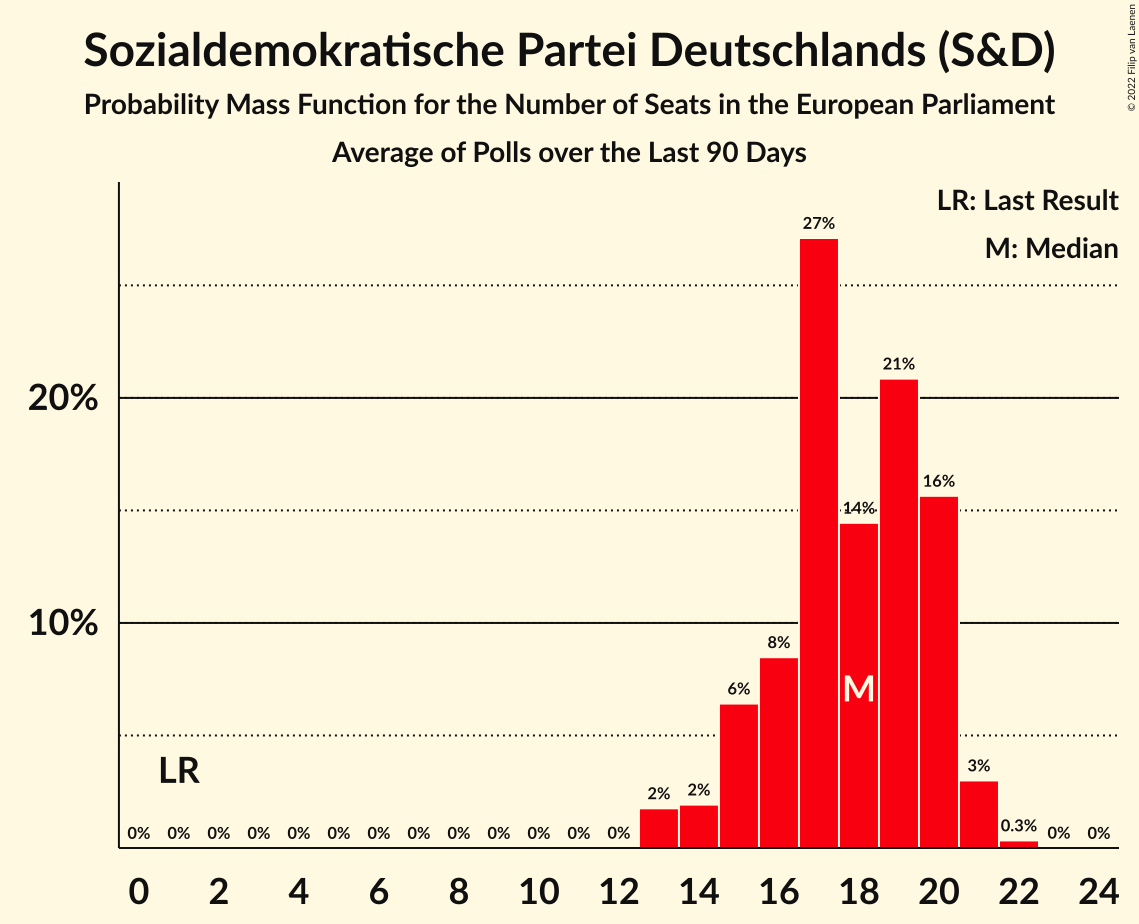 Sozialdemokratische Partei Deutschlands (S&D)
Probability Mass Function for the Number of Seats in the European Parliament
Average of Polls over the Last 90 Days
© 2022 Filip van Laenen
LR: Last Result
M: Median
27%
21%
20%
16%
14%
10%
8%
M
6%
LR
3%
2% 2%
0% 0% 0% 0% 0% 0% 0% 0% 0% 0% 0% 0% 0% 0.3% 0% 0%
0 2 4 6 8 10 12 14 16 18 20 22 24